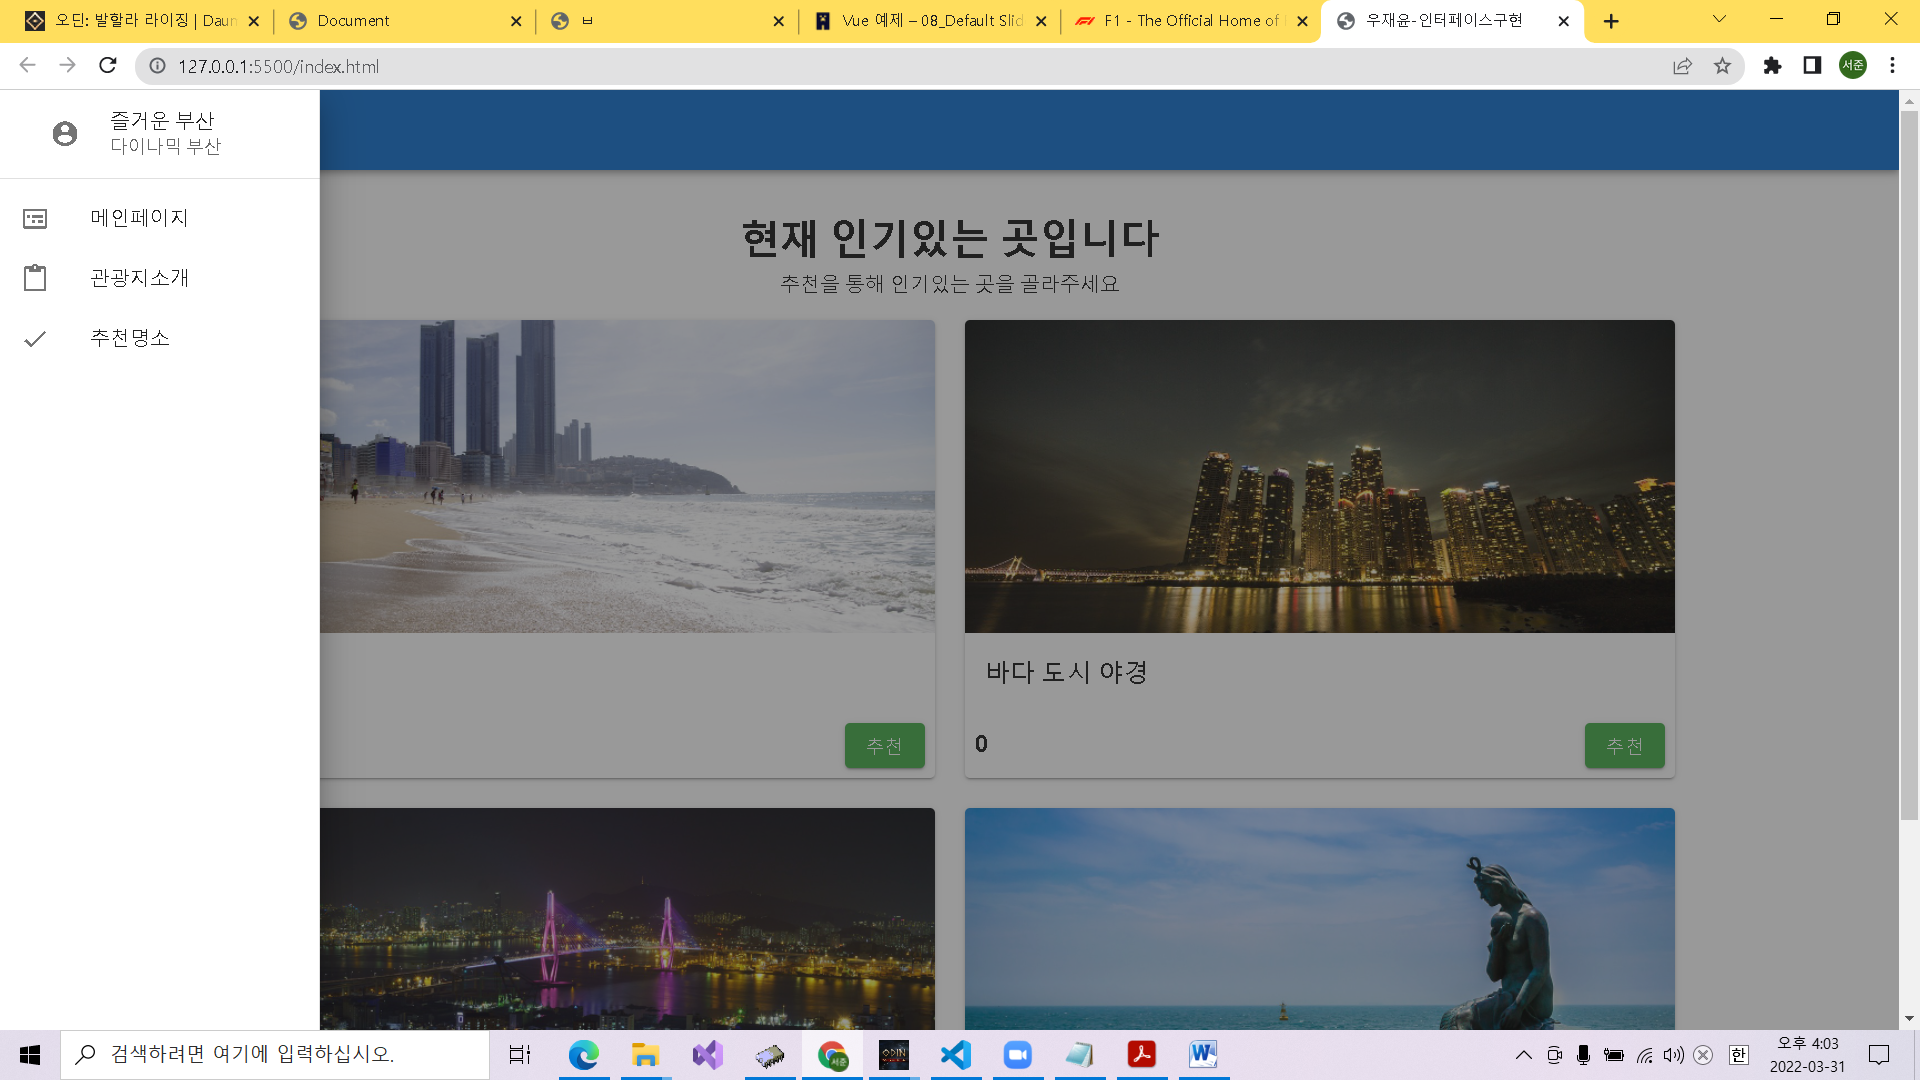 오딘: 발할라 라이징 | Daum
Document
ㅂ
Vue 예제 – 08_Default Slid
F1 - The Official Home of
우재윤-인터페이스구현
127.0.0.1:5500/index.html
서준
즐거운 부산
다이나믹 부산
메인페이지
관광지소개
추천명소
현재 인기있는 곳입니다
추천을 통해 인기있는 곳을 골라주세요
바다 도시 야경
추천
0
추천
검색하려면 여기에 입력하십시오.
서준
ODIN
한
오후 4:03
2022-03-31